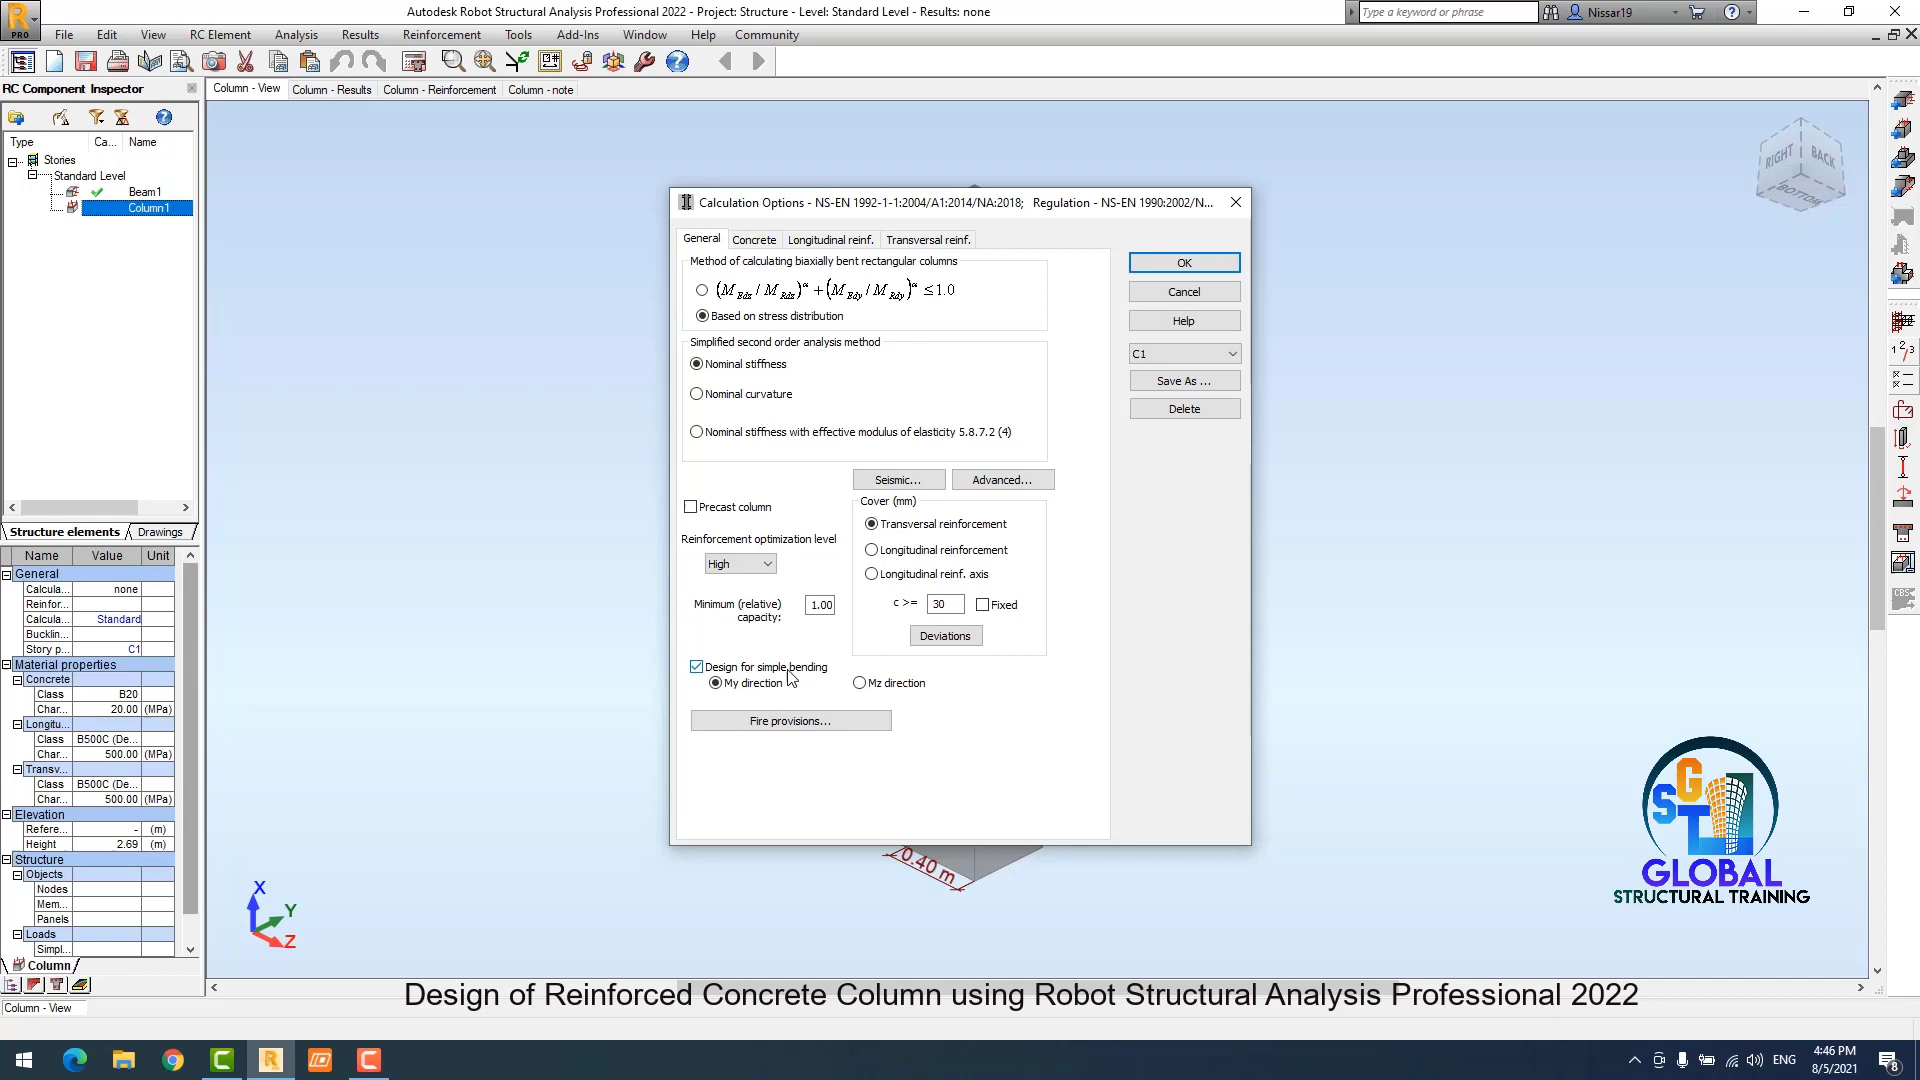 Autodesk Robot Structural Analysis Professional 2022 - Project: Structure - Level: Standard Level - Results: none
Type a keyword or phrase
Nissar19
PRO
File Edit View RC Element Analysis Results Reinforcement Tools Add-Ins Window Help Community
RC Component Inspector
Column - View Column - Results Column - Reinforcement Column - note
Type Ca... Name
Stories
Standard Level
Beam1
Column1
Structure elements Drawings
Name Value Unit
General
Calcula... none
Reinfor...
Calcula... Standard
Bucklin...
Story p... C1
Material properties
Concrete
Class B20
Char... 20.00 (MPa)
Longitu...
Class B500C (De...
Char... 500.00 (MPa)
Transv...
Class B500C (De...
Char... 500.00 (MPa)
Elevation
Refere... - (m)
Height 2.69 (m)
Structure
Objects
Nodes
Mem...
Panels
Loads
Simpl...
Column
Column - View
Calculation Options - NS-EN 1992-1-1:2004/A1:2014/NA:2018; Regulation - NS-EN 1990:2002/N...
General Concrete Longitudinal reinf. Transversal reinf.
Method of calculating biaxially bent rectangular columns
(M Edz / M Rdz)^α + (M Edy / M Rdy)^α ≤ 1.0
Based on stress distribution
Simplified second order analysis method
Nominal stiffness
Nominal curvature
Nominal stiffness with effective modulus of elasticity 5.8.7.2 (4)
Seismic... Advanced...
Precast column
Reinforcement optimization level
High
Minimum (relative) capacity: 1.00
Cover (mm)
Transversal reinforcement
Longitudinal reinforcement
Longitudinal reinf. axis
c >= 30 Fixed
Deviations
Design for simple bending
My direction Mz direction
Fire provisions...
OK
Cancel
Help
C1
Save As ...
Delete
RIGHT BACK
BOTTOM
0.40 m
X
Y
Z
CBS
SGT
GLOBAL
STRUCTURAL TRAINING
Design of Reinforced Concrete Column using Robot Structural Analysis Professional 2022
ENG
4:46 PM
8/5/2021
8